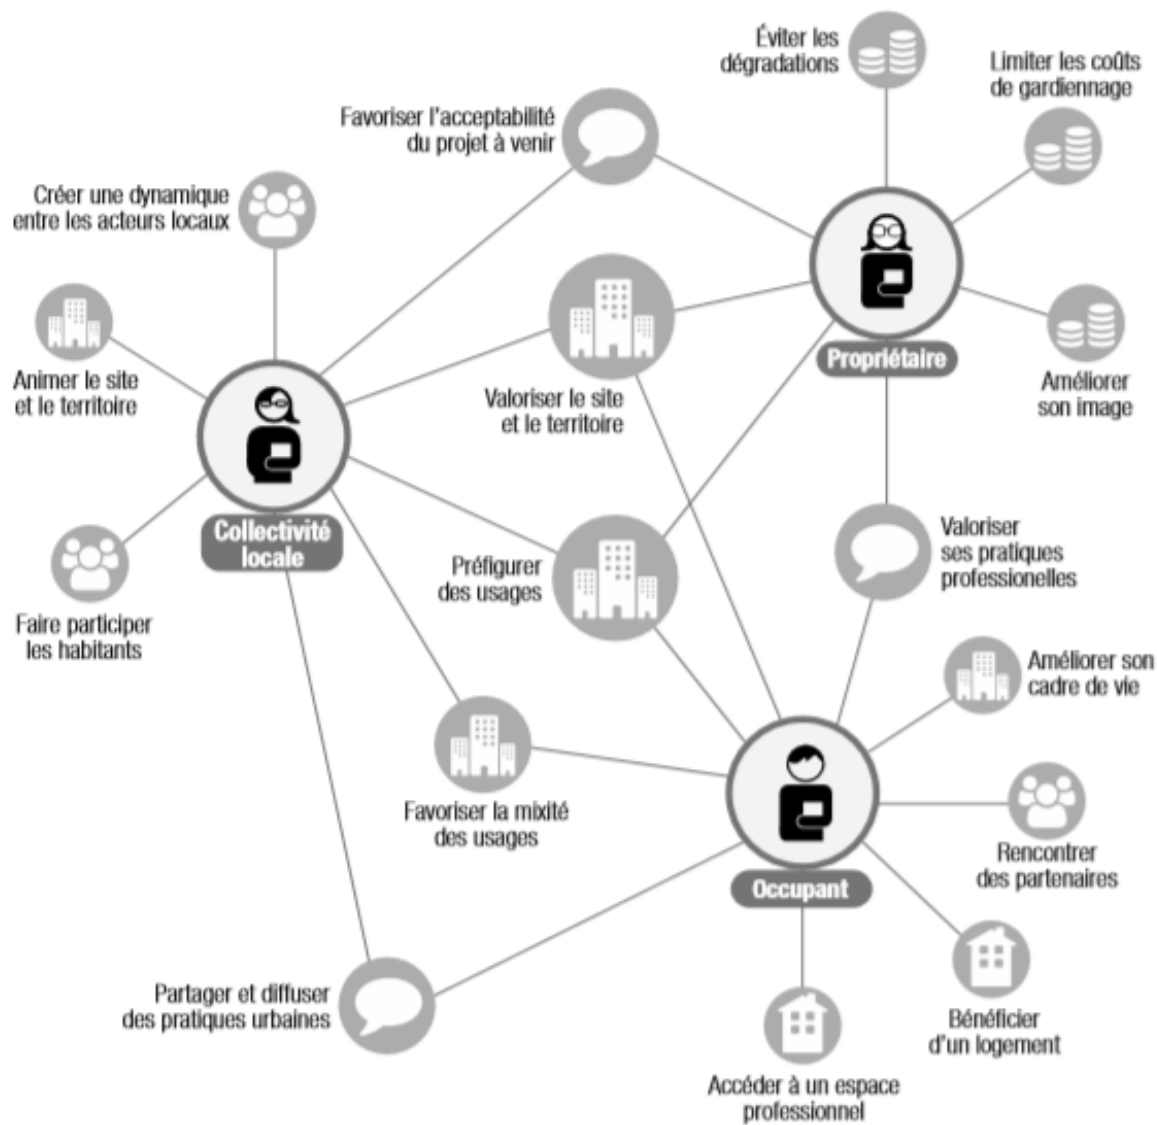 Éviter les
dégradations
Limiter les coûts
de gardiennage
Favoriser l'acceptabilité
du projet à venir
Créer une dynamique
entre les acteurs locaux
Animer le site
et le territoire
Valoriser le site
et le territoire
Propriétaire
Améliorer
son image
Collectivité
locale
Préfigurer
des usages
Valoriser
ses pratiques
professionelles
Faire participer
les habitants
Améliorer son
cadre de vie
Favoriser la mixité
des usages
Rencontrer
des partenaires
Occupant
Partager et diffuser
des pratiques urbaines
Bénéficier
d'un logement
Accéder à un espace
professionnel